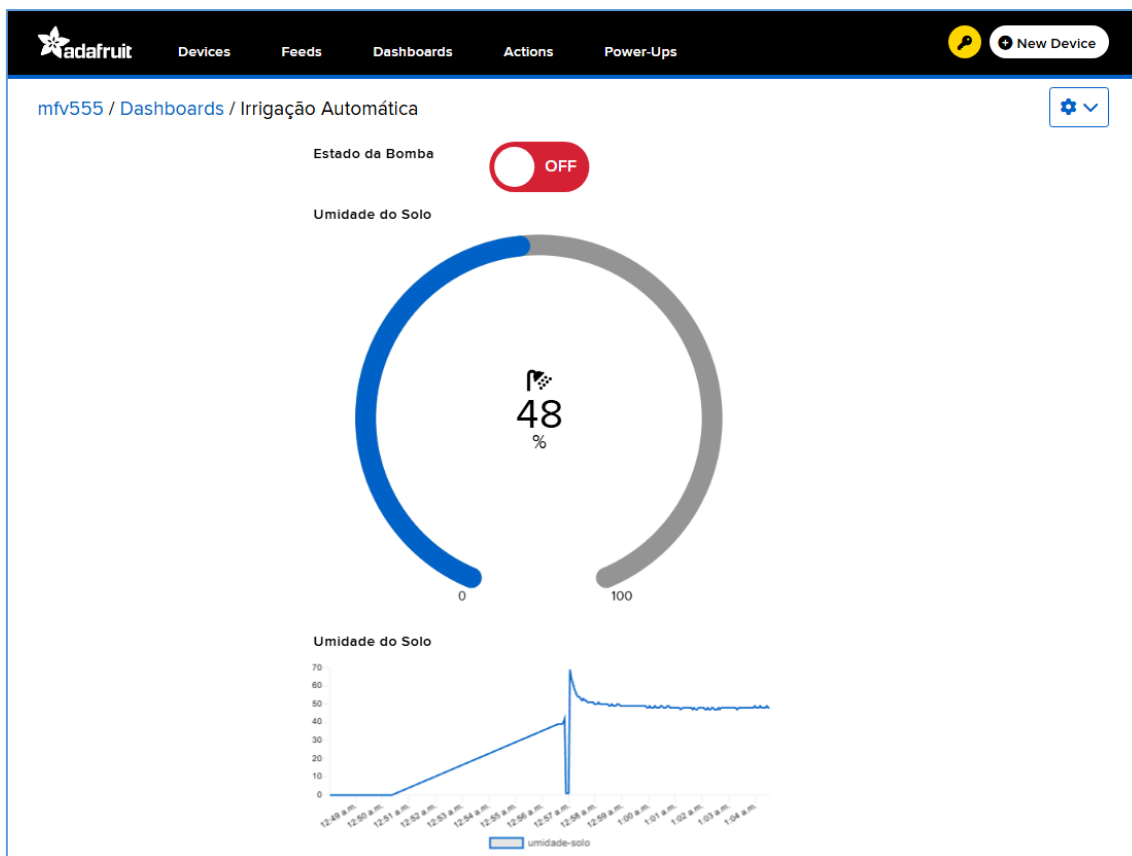 adafruit Devices Feeds Dashboards Actions Power-Ups New Device
mfv555 / Dashboards / Irrigação Automática
Estado da Bomba OFF
Umidade do Solo
48
%
0 100
Umidade do Solo
70
60
50
40
30
20
10
0
12:49 a.m. 12:50 a.m. 12:51 a.m. 12:52 a.m. 12:53 a.m. 12:54 a.m. 12:55 a.m. 12:56 a.m. 12:57 a.m. 12:58 a.m. 12:59 a.m. 1:00 a.m. 1:01 a.m. 1:02 a.m. 1:03 a.m. 1:04 a.m.
umidade-solo